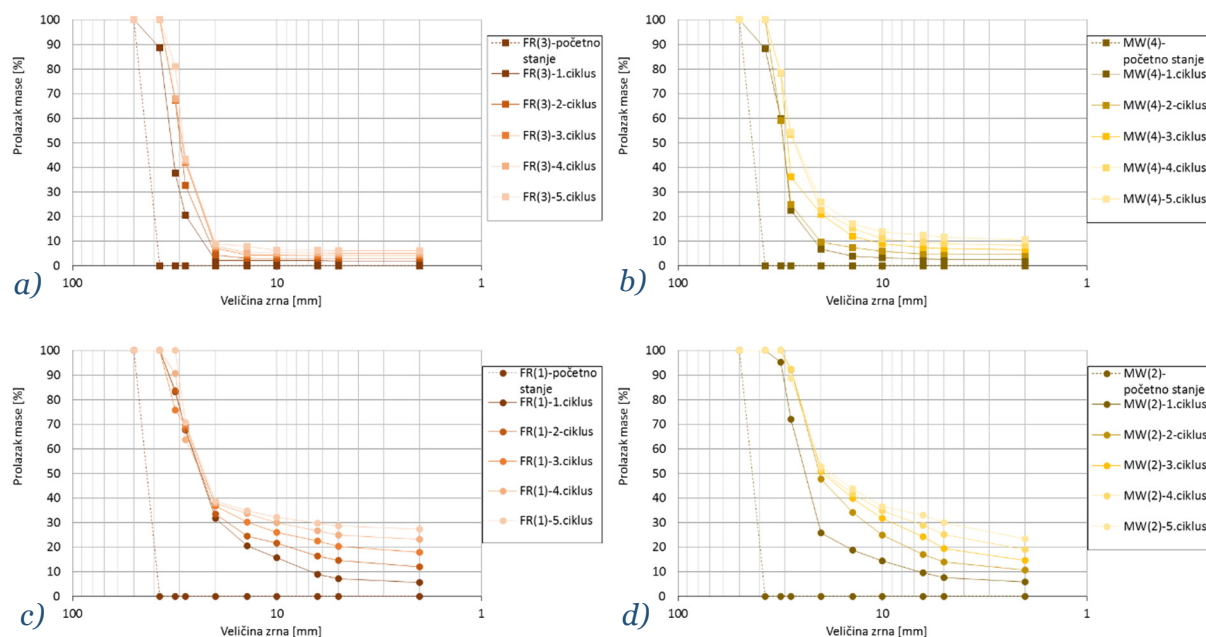 100
90
80
70
60
50
40
30
20
10
0
Prolazak mase [%]
100
10
1
Veličina zrna [mm]
a)
FR(3)-početno
stanje
FR(3)-1.ciklus
FR(3)-2-ciklus
FR(3)-3.ciklus
FR(3)-4.ciklus
FR(3)-5.ciklus
100
90
80
70
60
50
40
30
20
10
0
Prolazak mase [%]
100
10
1
Veličina zrna [mm]
b)
MW(4)-
početno stanje
MW(4)-1.ciklus
MW(4)-2-ciklus
MW(4)-3.ciklus
MW(4)-4.ciklus
MW(4)-5.ciklus
100
90
80
70
60
50
40
30
20
10
0
Prolazak mase [%]
100
10
1
Veličina zrna [mm]
c)
FR(1)-početno
stanje
FR(1)-1.ciklus
FR(1)-2-ciklus
FR(1)-3.ciklus
FR(1)-4.ciklus
FR(1)-5.ciklus
100
90
80
70
60
50
40
30
20
10
0
Prolazak mase [%]
100
10
1
Veličina zrna [mm]
d)
MW(2)-
početno stanje
MW(2)-1.ciklus
MW(2)-2-ciklus
MW(2)-3.ciklus
MW(2)-4.ciklus
MW(2)-5.ciklus